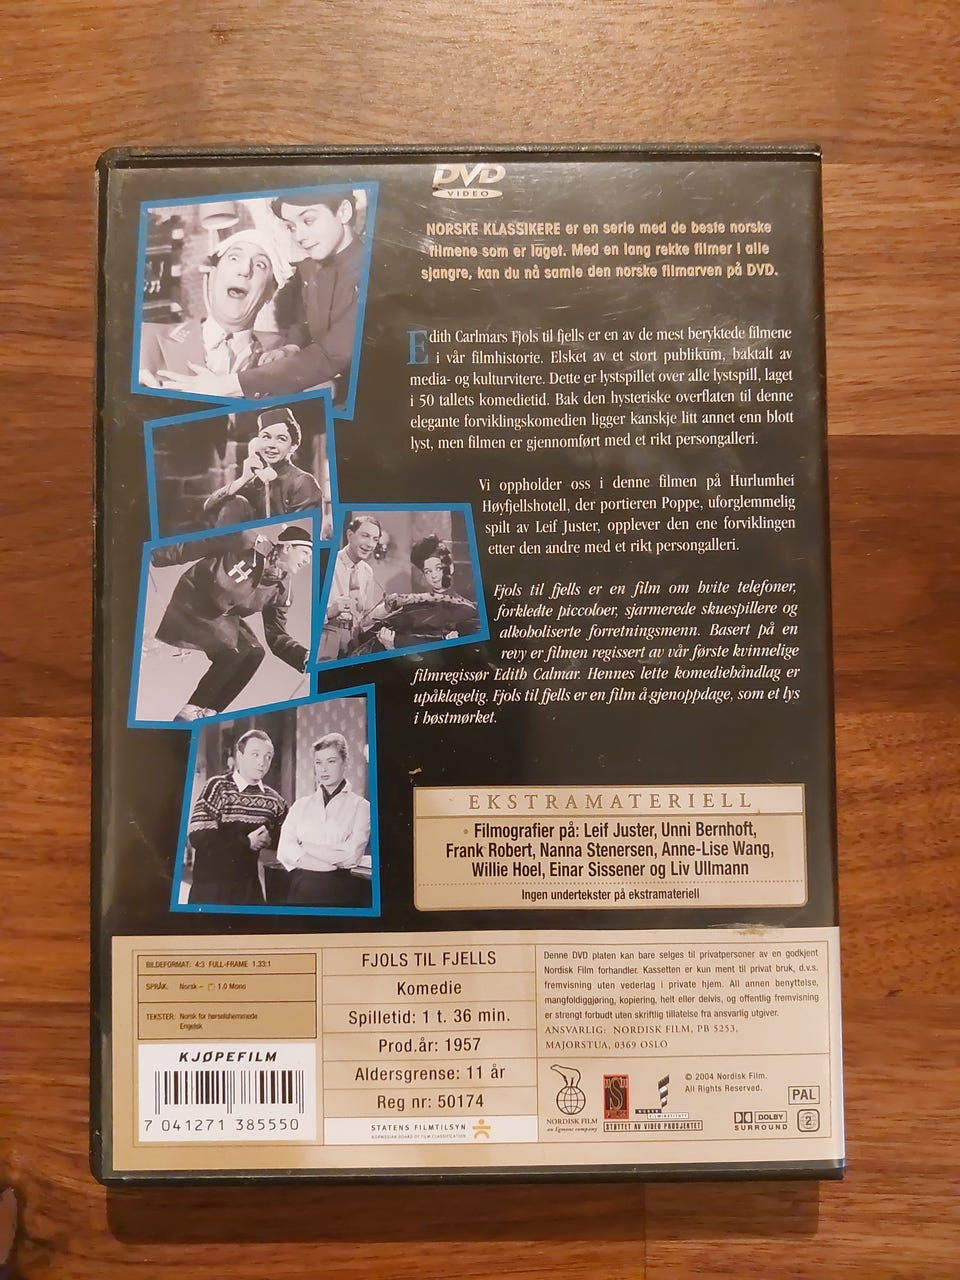 DVD
VIDEO
NORSKE KLASSIKERE er en serie med de beste norske
filmene som er laget. Med en lang rekke filmer i alle
sjangre, kan du nå samle den norske filmarven på DVD.
Edith Carlmars Fjols til fjells er en av de mest beryktede filmene
i vår filmhistorie. Elsket av et stort publikum, baktalt av
media- og kulturvitere. Dette er lystspillet over alle lystspill, laget
i 50 tallets komedietid. Bak den hysteriske overflaten til denne
elegante forviklingskomedien ligger kanskje litt annet enn blott
lyst, men filmen er gjennomført med et rikt persongalleri.
Vi oppholder oss i denne filmen på Hurlumhei
Høyfjellshotell, der portieren Poppe, uforglemmelig
spilt av Leif Juster, opplever den ene forviklingen
etter den andre med et rikt persongalleri.
Fjols til fjells er en film om hvite telefoner,
forkledte piccoloer, sjarmerede skuespillere og
alkoholiserte forretningsmenn. Basert på en
revy er filmen regissert av vår første kvinnelige
filmregissør Edith Calmar. Hennes lette komediehåndlag er
upåklagelig. Fjols til fjells er en film å gjenoppdage, som et lys
i høstmørket.
EKSTRAMATERIELL
• Filmografier på: Leif Juster, Unni Bernhoft,
Frank Robert, Nanna Stenersen, Anne-Lise Wang,
Willie Hoel, Einar Sissener og Liv Ullmann
Ingen undertekster på ekstramateriell
BILDEFORMAT: 4:3 FULL-FRAME 1.33:1
SPRÅK: Norsk – 1.0 Mono
TEKSTER: Norsk for hørselshemmede
Engelsk
KJØPEFILM
7 041271 385550
FJOLS TIL FJELLS
Komedie
Spilletid: 1 t. 36 min.
Prod.år: 1957
Aldersgrense: 11 år
Reg nr: 50174
STATENS FILMTILSYN
NORWEGIAN BOARD OF FILM CLASSIFICATION
Denne DVD platen kan bare selges til privatpersoner av en godkjent
Nordisk Film forhandler. Kassetten er kun ment til privat bruk, d.v.s.
fremvisning uten vederlag i private hjem. All annen benyttelse,
mangfoldiggjøring, kopiering, helt eller delvis, og offentlig fremvisning
er strengt forbudt uten skriftlig tillatelse fra ansvarlig utgiver.
ANSVARLIG: NORDISK FILM, PB 5253,
MAJORSTUA, 0369 OSLO
NORDISK FILM
an Egmont company
S
NORSK
FILMINSTITUTT
STØTTET AV VIDEO PROSJEKTET
© 2004 Nordisk Film.
All Rights Reserved.
PAL
DOLBY
SURROUND
2